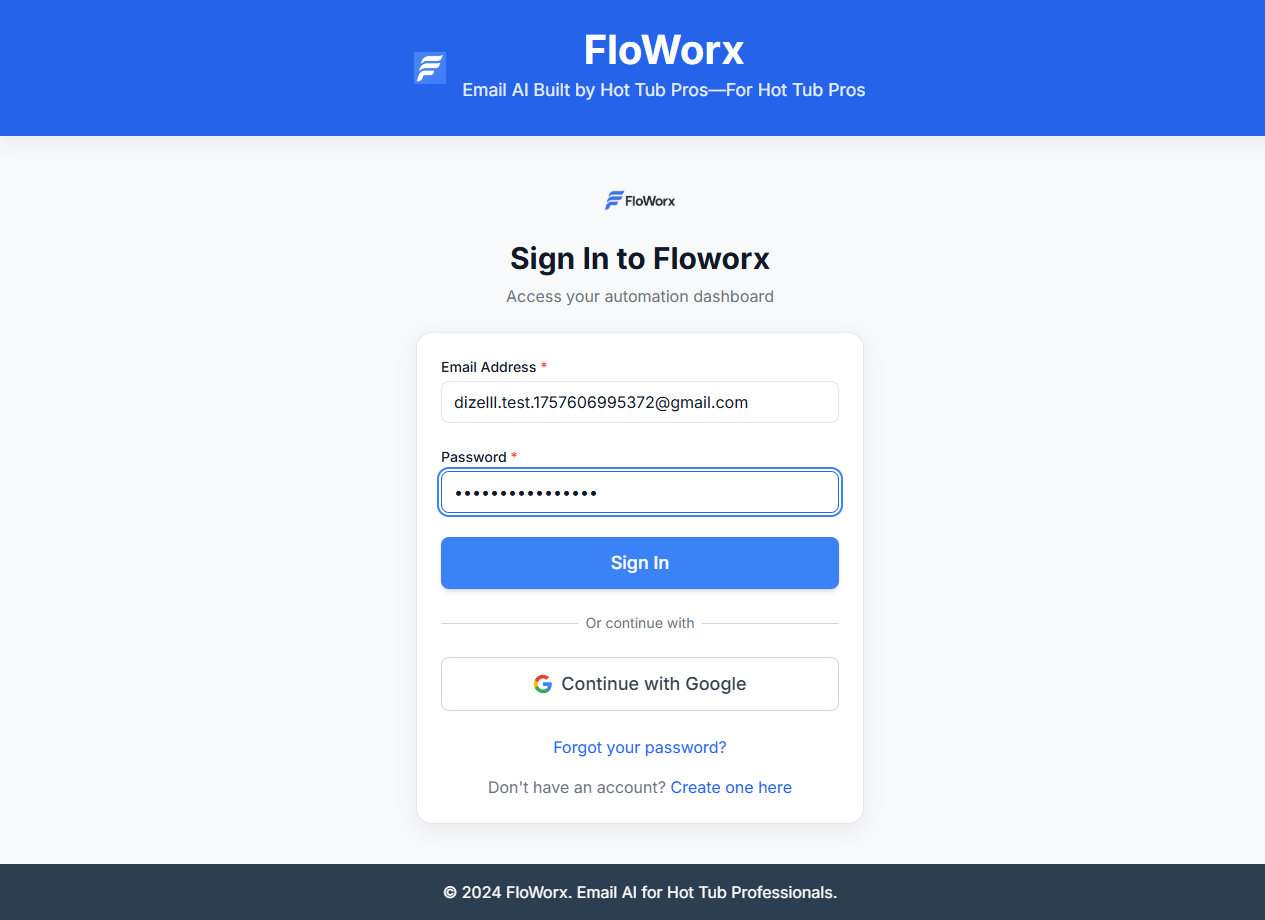 FloWorx
Email AI Built by Hot Tub Pros—For Hot Tub Pros
FloWorx
Sign In to Floworx
Access your automation dashboard
Email Address *
dizelll.test.1757606995372@gmail.com
Password *
••••••••••••••••
Sign In
Or continue with
Continue with Google
Forgot your password?
Don't have an account? Create one here
© 2024 FloWorx. Email AI for Hot Tub Professionals.